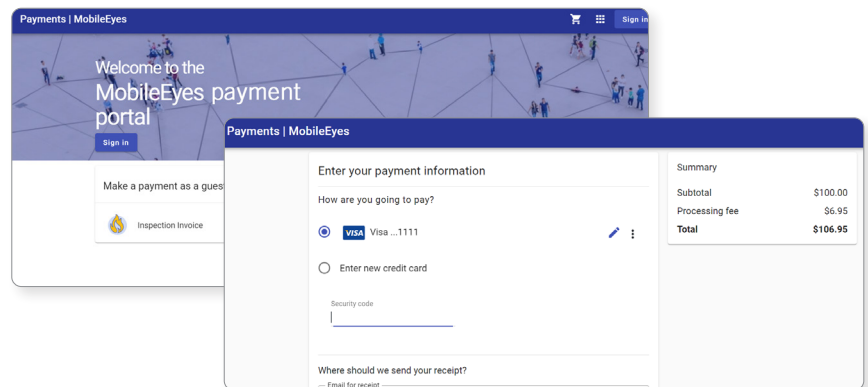 Payments | MobileEyes
Sign in
Welcome to the
MobileEyes payment
portal
Sign in
Make a payment as a guest
Inspection Invoice
Payments | MobileEyes
Enter your payment information
How are you going to pay?
VISA Visa ...1111
Enter new credit card
Security code
Where should we send your receipt?
Email for receipt
Summary
Subtotal $100.00
Processing fee $6.95
Total $106.95